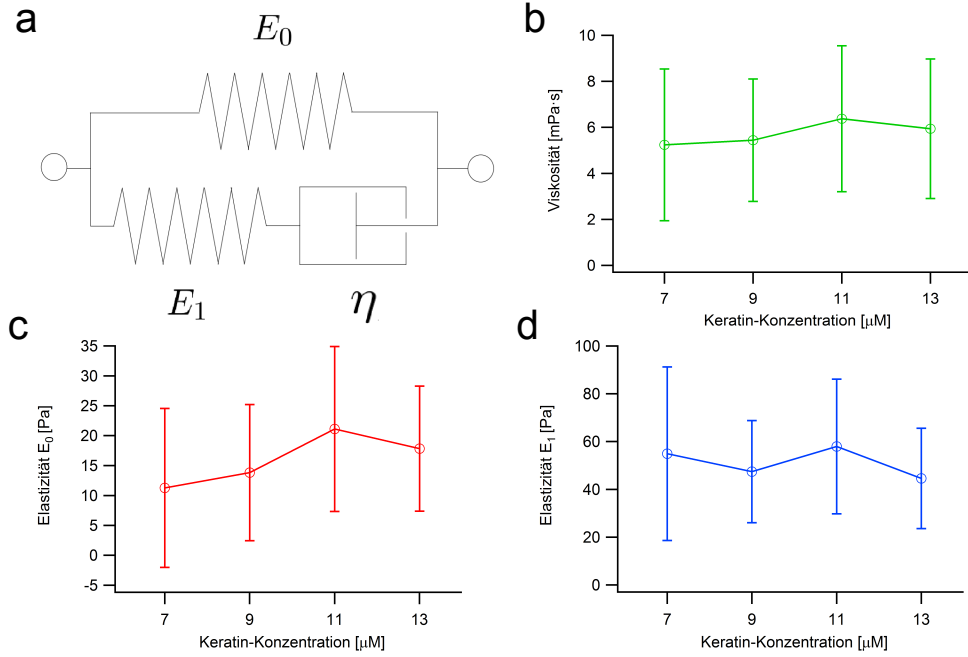 a
E₀
E₁
η
b
Viskosität [mPa·s]
10
8
6
4
2
0
7
9
11
13
Keratin-Konzentration [µM]
c
Elastizität E₀ [Pa]
35
30
25
20
15
10
5
0
-5
7
9
11
13
Keratin-Konzentration [µM]
d
Elastizität E₁ [Pa]
100
80
60
40
20
0
7
9
11
13
Keratin-Konzentration [µM]